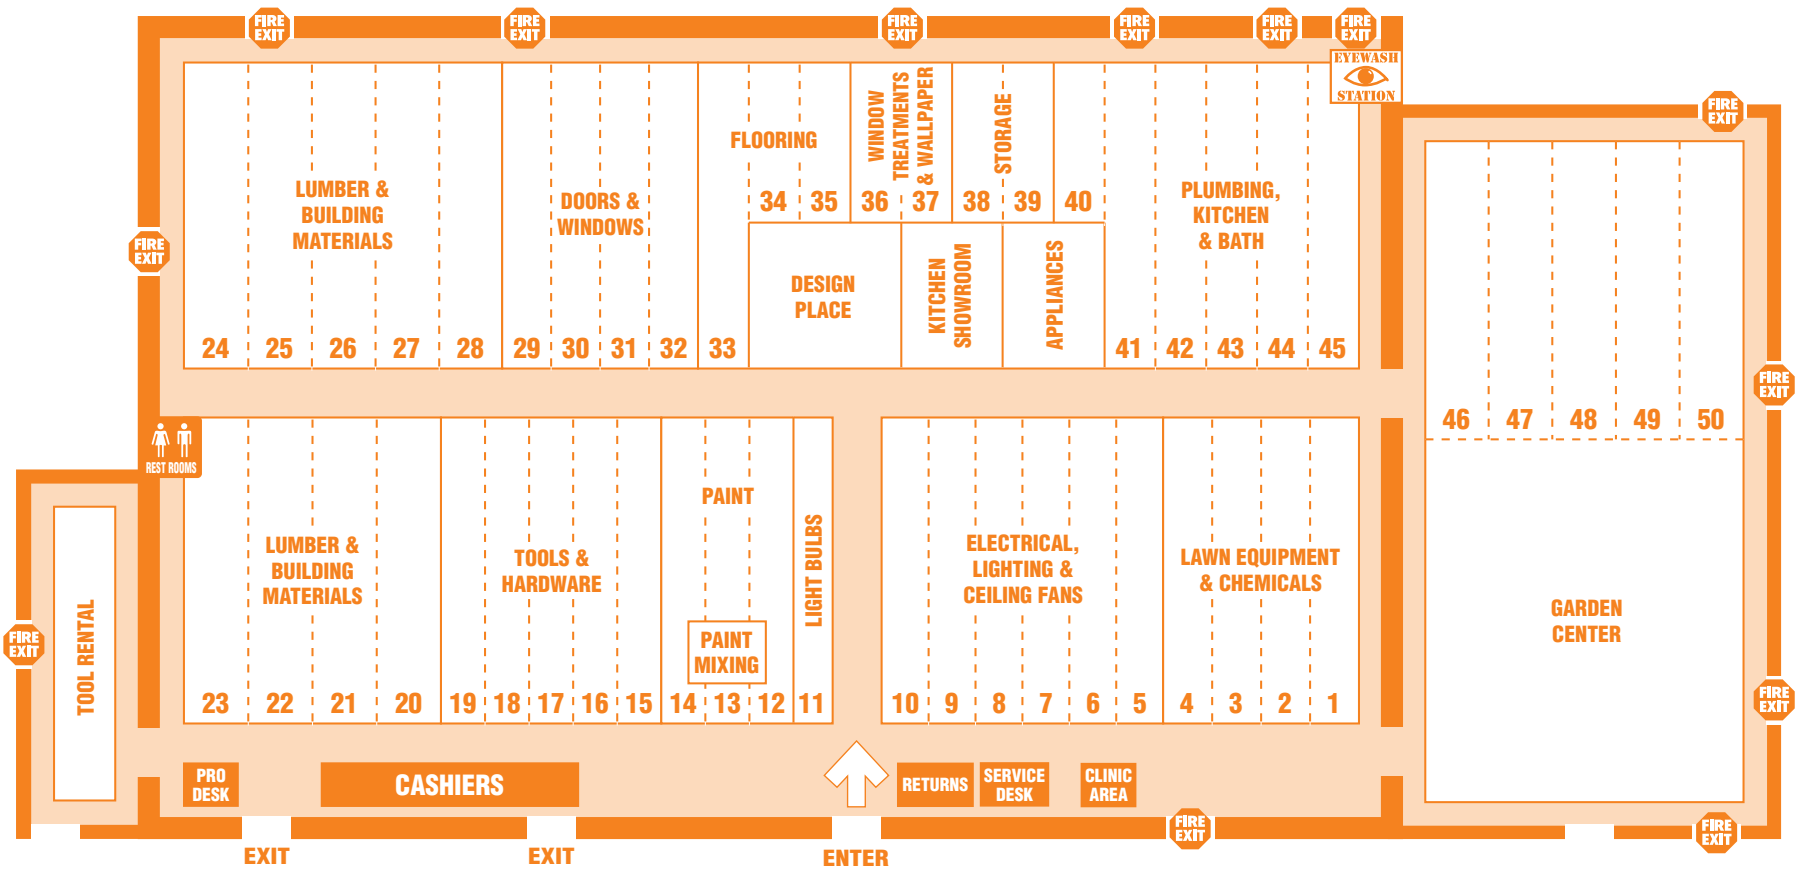 FIRE
EXIT
FIRE
EXIT
FIRE
EXIT
FIRE
EXIT
FIRE
EXIT
FIRE
EXIT
EYEWASH
STATION
FIRE
EXIT
LUMBER &
BUILDING
MATERIALS
DOORS &
WINDOWS
FLOORING
WINDOW
TREATMENTS
& WALLPAPER
STORAGE
PLUMBING,
KITCHEN
& BATH
34 35 36 37 38 39 40
FIRE
EXIT
DESIGN
PLACE
KITCHEN
SHOWROOM
APPLIANCES
24 25 26 27 28 29 30 31 32 33 41 42 43 44 45
FIRE
EXIT
46 47 48 49 50
REST ROOMS
PAINT
LUMBER &
BUILDING
MATERIALS
TOOLS &
HARDWARE
LIGHT BULBS
ELECTRICAL,
LIGHTING &
CEILING FANS
LAWN EQUIPMENT
& CHEMICALS
GARDEN
CENTER
FIRE
EXIT
TOOL RENTAL
PAINT
MIXING
23 22 21 20 19 18 17 16 15 14 13 12 11 10 9 8 7 6 5 4 3 2 1
FIRE
EXIT
PRO
DESK
CASHIERS
RETURNS
SERVICE
DESK
CLINIC
AREA
FIRE
EXIT
FIRE
EXIT
EXIT
EXIT
ENTER